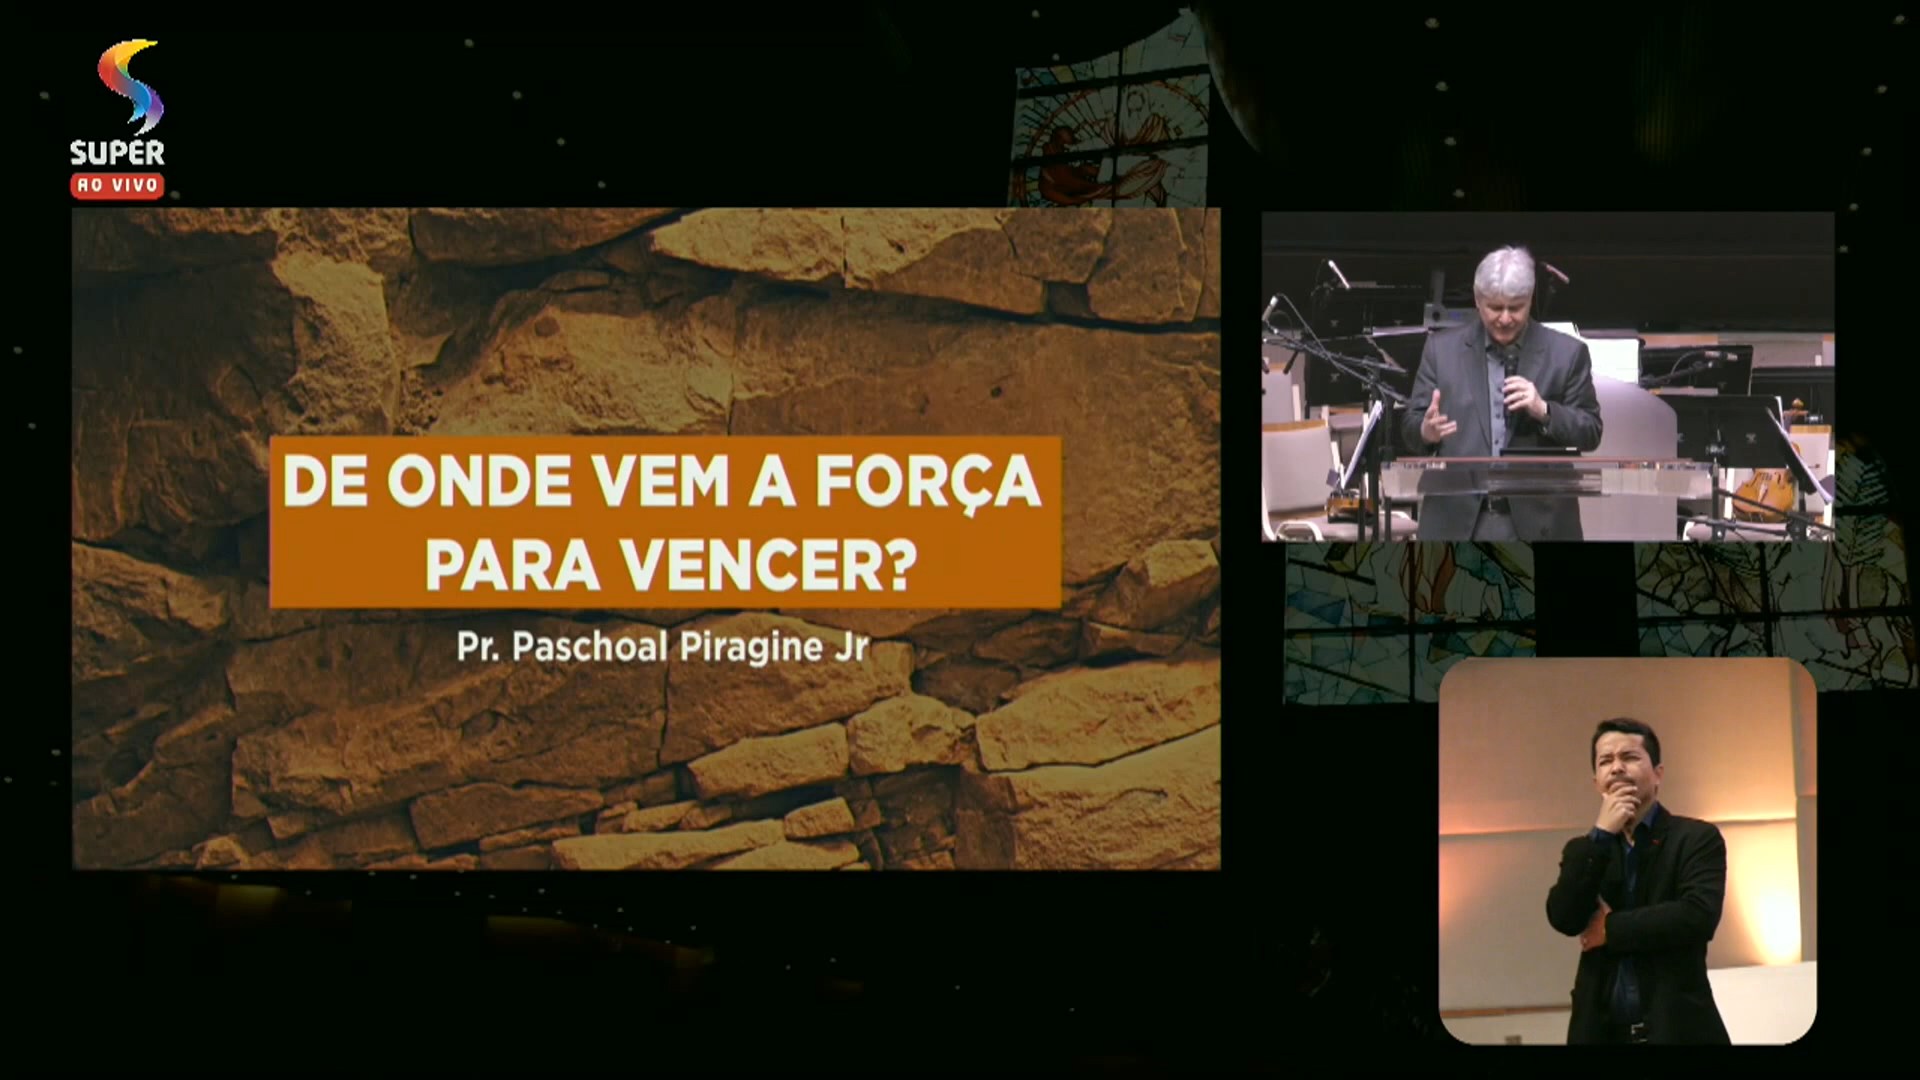 SUPER
AO VIVO
DE ONDE VEM A FORÇA
PARA VENCER?
Pr. Paschoal Piragine Jr